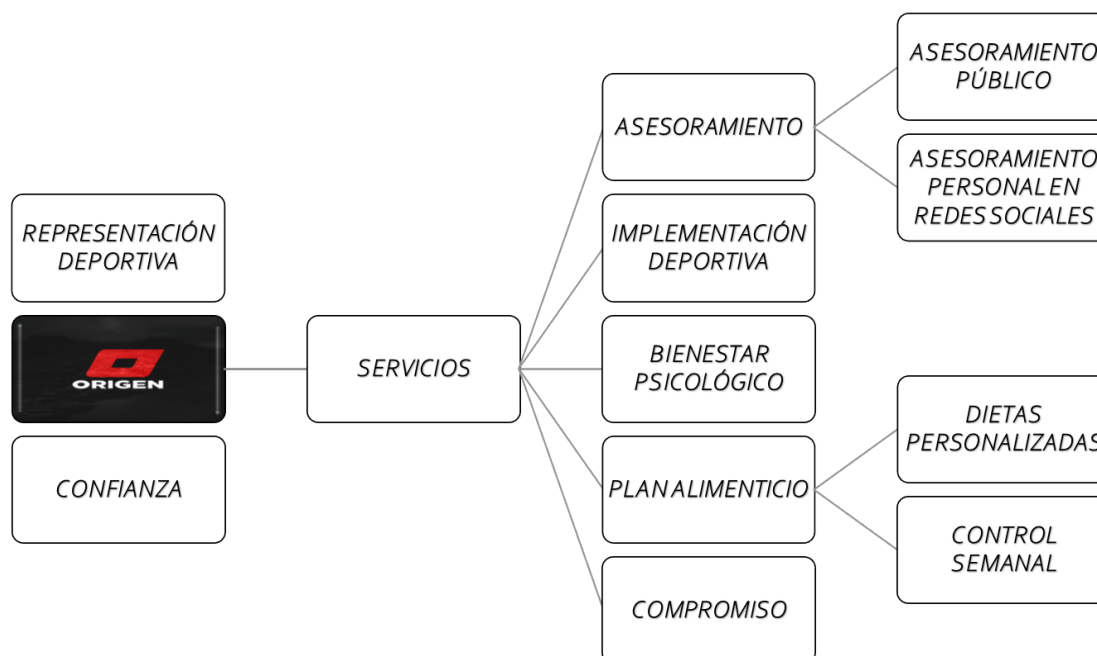 REPRESENTACIÓN
DEPORTIVA
ORIGEN
CONFIANZA
SERVICIOS
ASESORAMIENTO
IMPLEMENTACIÓN
DEPORTIVA
BIENESTAR
PSICOLÓGICO
PLAN ALIMENTICIO
COMPROMISO
ASESORAMIENTO
PÚBLICO
ASESORAMIENTO
PERSONAL EN
REDES SOCIALES
DIETAS
PERSONALIZADAS
CONTROL
SEMANAL